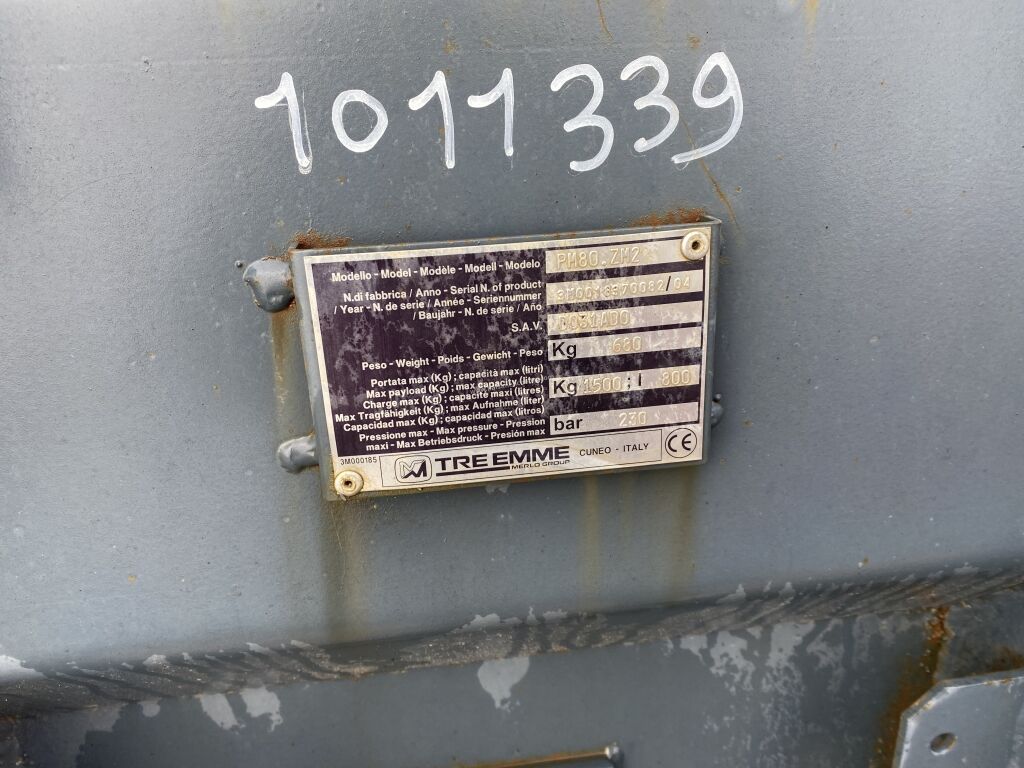 1011339
Modello - Model - Modèle - Modell - Modelo PM80.ZM2
N.di fabbrica / Anno - Serial N. of product
/ Year - N. de serie / Année - Seriennummer
/ Baujahr - N. de serie / Año
S.A.V.
Peso - Weight - Poids - Gewicht - Peso Kg 680
Portata max (Kg) ; capacità max (litri)
Max payload (Kg) ; max capacity (litre)
Charge max (Kg) ; capacité maxi (litres)
Max Tragfähigkeit (Kg) ; max Aufnahme (liter)
Capacidad max (Kg) ; capacidad max (litros)
Kg 1500 ; l 800
Pressione max - Max pressure - Pression
maxi - Max Betriebsdruck - Presión max
bar 230
3M000185
TREEMME
MERLO GROUP
CUNEO - ITALY
CE